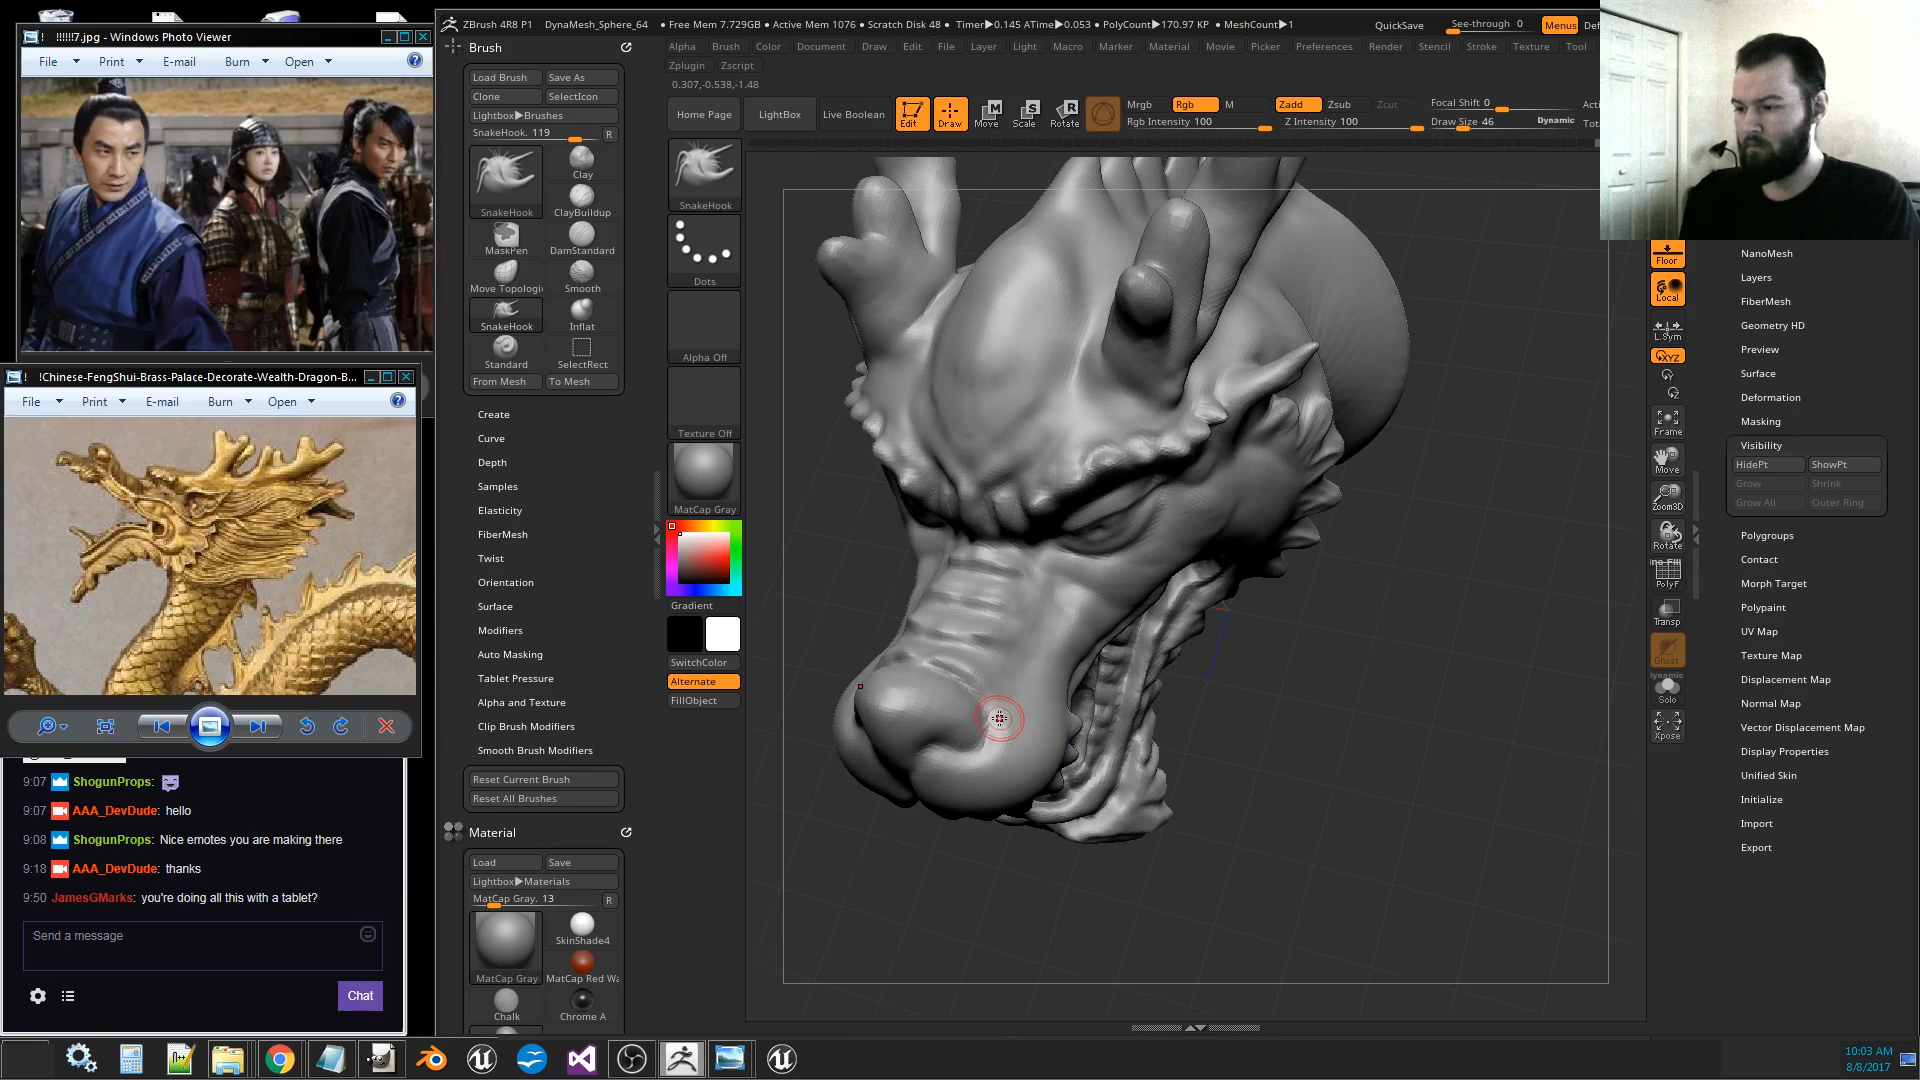 !!!!!!7.jpg - Windows Photo Viewer
File Print E-mail Burn Open
!Chinese-FengShui-Brass-Palace-Decorate-Wealth-Dragon-B...
File Print E-mail Burn Open
9:07 ShogunProps:
9:07 AAA_DevDude: hello
9:08 ShogunProps: Nice emotes you are making there
9:18 AAA_DevDude: thanks
9:50 JamesGMarks: you're doing all this with a tablet?
Send a message
Chat
ZBrush 4R8 P1 DynaMesh_Sphere_64 • Free Mem 7.729GB • Active Mem 1076 • Scratch Disk 48 • Timer▶0.145 ATime▶0.053 • PolyCount▶170.97 KP • MeshCount▶1
QuickSave See-through 0 Menus
Brush
Alpha Brush Color Document Draw Edit File Layer Light Macro Marker Material Movie Picker Preferences Render Stencil Stroke Texture Tool
Zplugin Zscript
0.307,-0.538,-1.48
Load Brush Save As
Clone SelectIcon
Lightbox▶Brushes
SnakeHook. 119 R
SnakeHook
Clay
ClayBuildup
MaskPen DamStandard
Move Topologic Smooth
SnakeHook Inflat
Standard SelectRect
From Mesh To Mesh
Create
Curve
Depth
Samples
Elasticity
FiberMesh
Twist
Orientation
Surface
Modifiers
Auto Masking
Tablet Pressure
Alpha and Texture
Clip Brush Modifiers
Smooth Brush Modifiers
Reset Current Brush
Reset All Brushes
Material
Load Save
Lightbox▶Materials
MatCap Gray. 13 R
MatCap Gray
SkinShade4
MatCap Red Wa
Chalk Chrome A
Home Page LightBox Live Boolean
Edit Draw Move Scale Rotate
Mrgb Rgb M
Rgb Intensity 100
Zadd Zsub Zcut
Z Intensity 100
Focal Shift 0
Draw Size 46 Dynamic
SnakeHook
Dots
Alpha Off
Texture Off
MatCap Gray
Gradient
SwitchColor
Alternate
FillObject
Floor
Local
L.Sym
XYZ
Frame
Move
Zoom3D
Rotate
PolyF
Transp
Ghost
Dynamic
Solo
Xpose
NanoMesh
Layers
FiberMesh
Geometry HD
Preview
Surface
Deformation
Masking
Visibility
HidePt ShowPt
Grow Shrink
Grow All Outer Ring
Polygroups
Contact
Morph Target
Polypaint
UV Map
Texture Map
Displacement Map
Normal Map
Vector Displacement Map
Display Properties
Unified Skin
Initialize
Import
Export
10:03 AM
8/8/2017